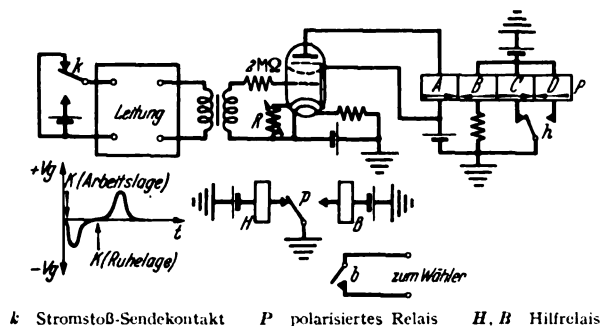 k
Leitung
2MΩ
R
A B C D P
h
+Vg
K (Arbeitslage)
t
K (Ruhelage)
−Vg
H
p
B
b
zum Wähler
k Stromstoß-Sendekontakt P polarisiertes Relais H, B Hilfrelais